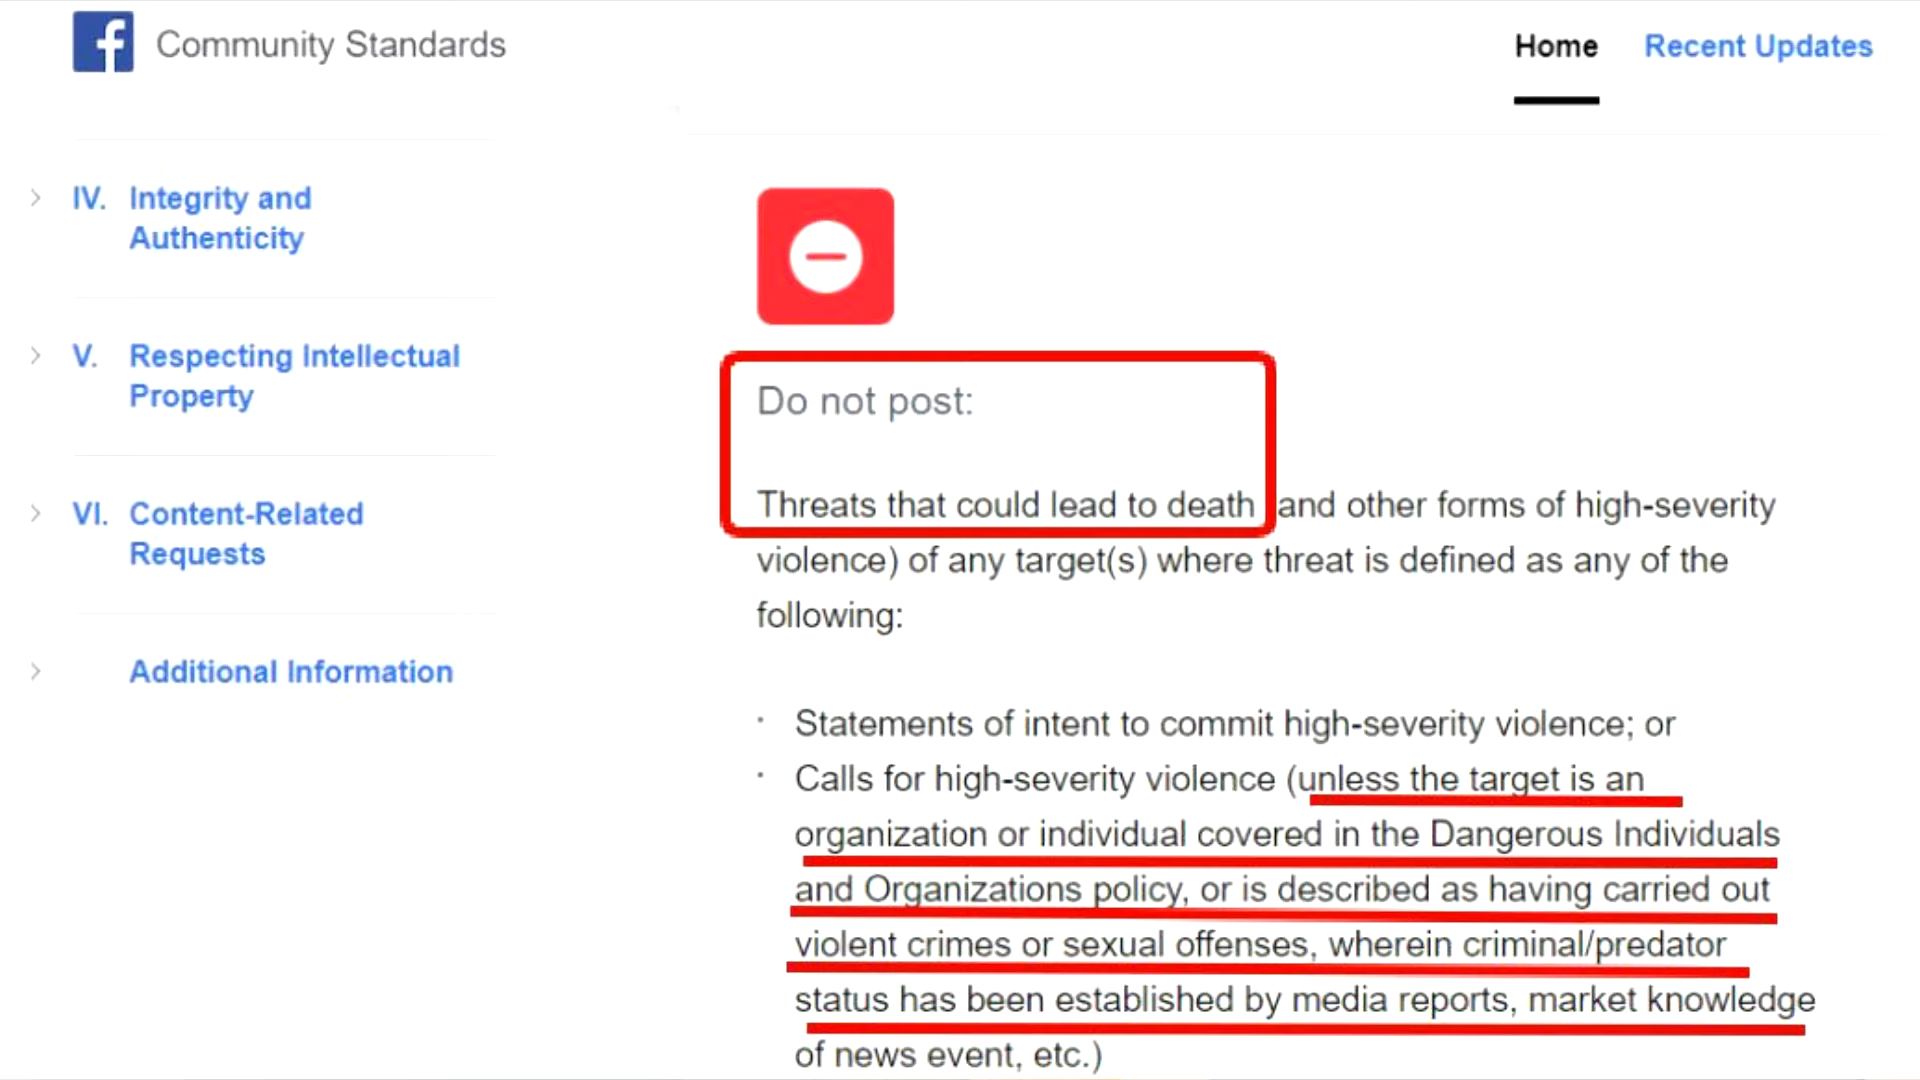 f Community Standards
Home Recent Updates
IV. Integrity and
Authenticity
V. Respecting Intellectual
Property
VI. Content-Related
Requests
Additional Information
Do not post:
Threats that could lead to death and other forms of high-severity
violence) of any target(s) where threat is defined as any of the
following:
· Statements of intent to commit high-severity violence; or
· Calls for high-severity violence (unless the target is an
organization or individual covered in the Dangerous Individuals
and Organizations policy, or is described as having carried out
violent crimes or sexual offenses, wherein criminal/predator
status has been established by media reports, market knowledge
of news event, etc.)